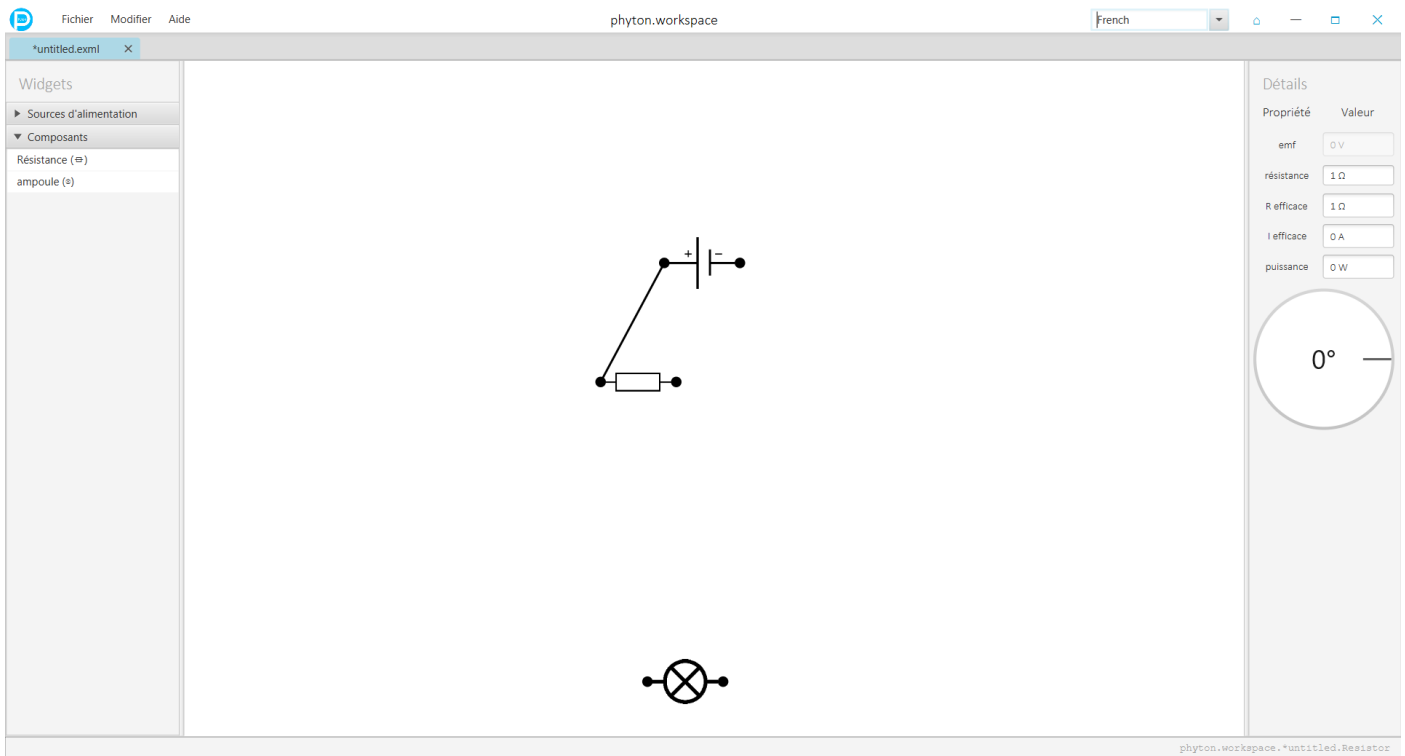 Fichier Modifier Aide phyton.workspace French
*untitled.exml
Widgets
Sources d'alimentation
Composants
Résistance
ampoule
+ −
Détails
Propriété Valeur
emf 0 V
résistance 1 Ω
R efficace 1 Ω
I efficace 0 A
puissance 0 W
0°
phyton.workspace.*untitled.Resistor